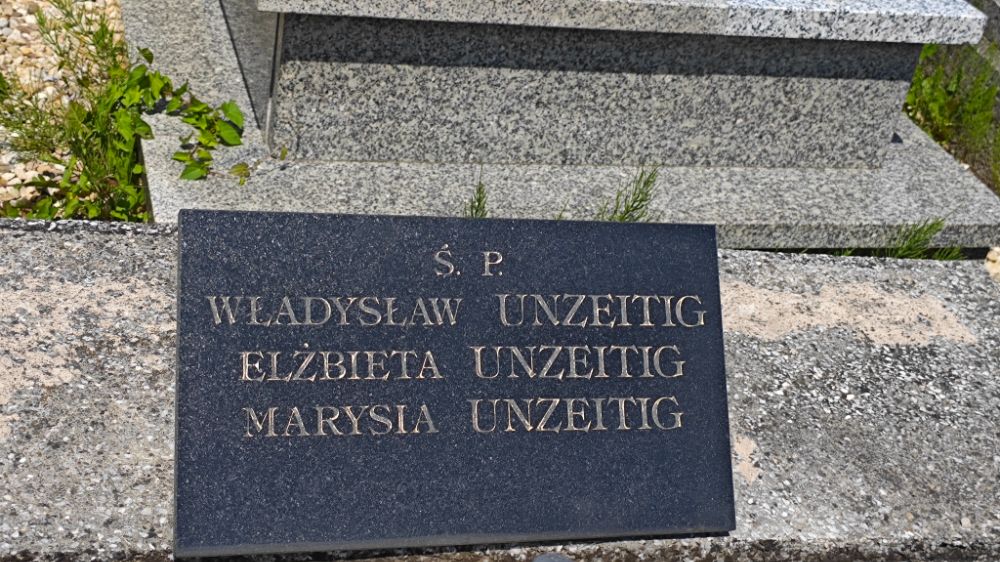 Ś. P.
WŁADYSŁAW UNZEITIG
ELŻBIETA UNZEITIG
MARYSIA UNZEITIG